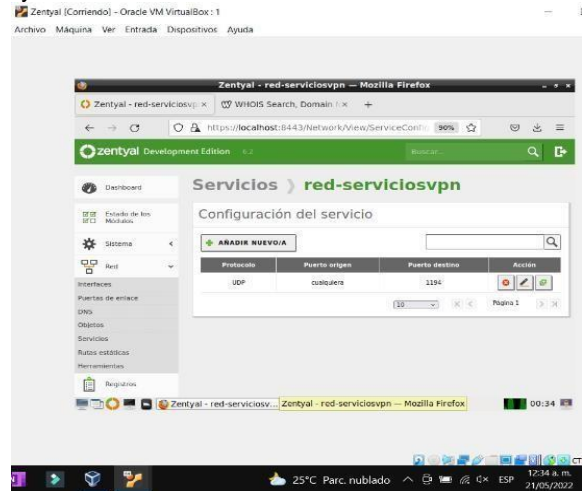 Zentyal [Corriendo] - Oracle VM VirtualBox : 1
Archivo Máquina Ver Entrada Dispositivos Ayuda
Zentyal - red-serviciosvpn — Mozilla Firefox
Zentyal - red-serviciosvp
WHOIS Search, Domain
https://localhost:8443/Network/View/ServiceConfi
90%
zentyal Development Edition 6.2
Buscar...
Dashboard
Estado de los Módulos
Sistema
Red
Interfaces
Puertas de enlace
DNS
Objetos
Servicios
Rutas estáticas
Herramientas
Registros
Servicios red-serviciosvpn
Configuración del servicio
AÑADIR NUEVO/A
Protocolo Puerto origen Puerto destino Acción
UDP cualquiera 1194
10 Página 1
Zentyal - red-serviciosv...
Zentyal - red-serviciosvpn — Mozilla Firefox
00:34
CT
25°C Parc. nublado
ESP
12:34 a. m.
21/05/2022